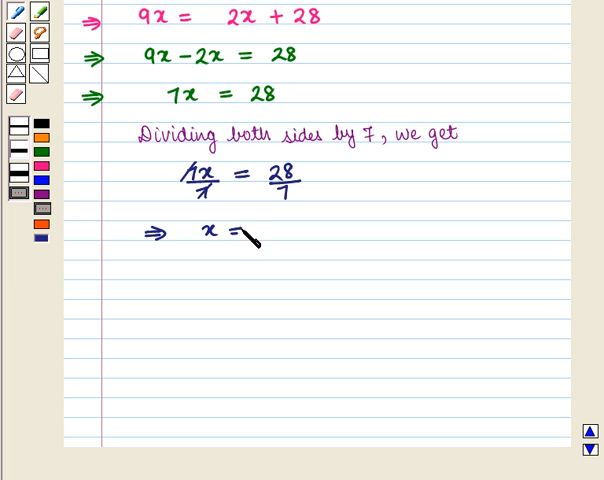 ⇒ 9x = 2x + 28
⇒ 9x - 2x = 28
⇒ 7x = 28
Dividing both sides by 7, we get
7x/7 = 28/7
⇒ x =